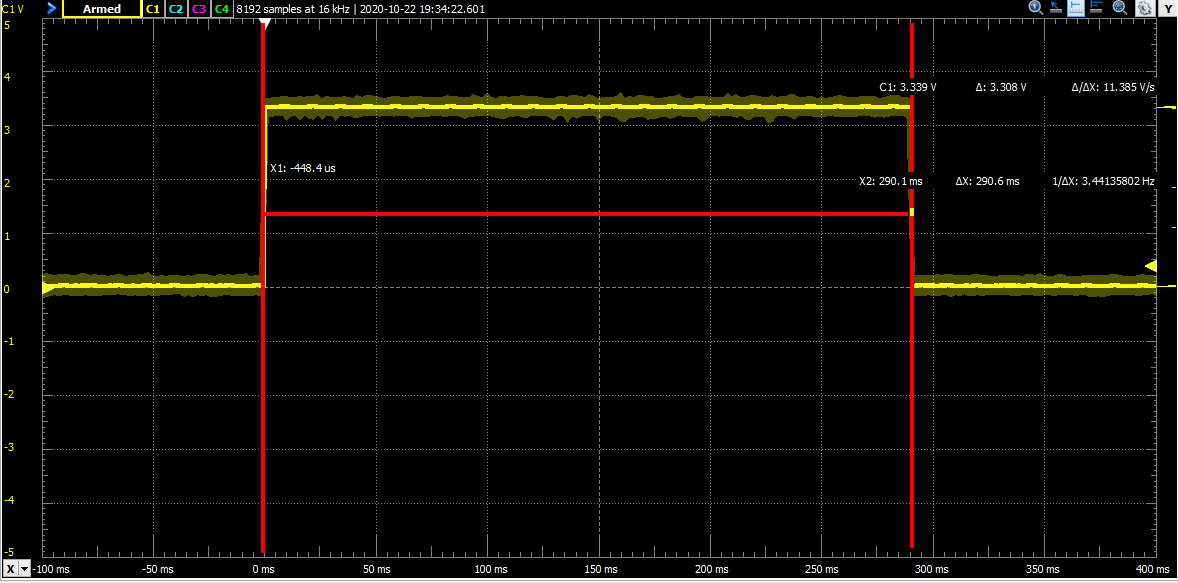 C1 V Armed C1 C2 C3 C4 8192 samples at 16 kHz | 2020-10-22 19:34:22.601 Y
5
4
C1: 3.339 V Δ: 3.308 V Δ/ΔX: 11.385 V/s
3
X1: -448.4 us
2
X2: 290.1 ms ΔX: 290.6 ms 1/ΔX: 3.44135802 Hz
1
0
-1
-2
-3
-4
-5
X -100 ms -50 ms 0 ms 50 ms 100 ms 150 ms 200 ms 250 ms 300 ms 350 ms 400 ms